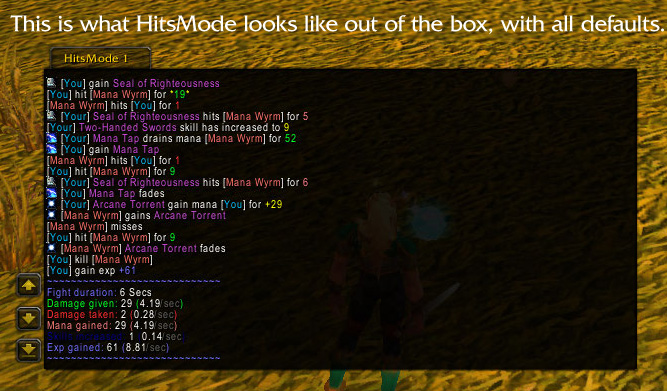 This is what HitsMode looks like out of the box, with all defaults.
HitsMode 1
[You] gain Seal of Righteousness
[You] hit [Mana Wyrm] for *19*
[Mana Wyrm] hits [You] for 1
[Your] Seal of Righteousness hits [Mana Wyrm] for 5
[Your] Two-Handed Swords skill has increased to 9
[Your] Mana Tap drains mana [Mana Wyrm] for 52
[You] gain Mana Tap
[Mana Wyrm] hits [You] for 1
[You] hit [Mana Wyrm] for 9
[Your] Seal of Righteousness hits [Mana Wyrm] for 6
[You] Mana Tap fades
[Your] Arcane Torrent gain mana [You] for +29
[Mana Wyrm] gains Arcane Torrent
[Mana Wyrm] misses
[You] hit [Mana Wyrm] for 9
[Mana Wyrm] Arcane Torrent fades
[You] kill [Mana Wyrm]
[You] gain exp +61
~~~~~~~~~~~~~~~~~~~~~~~~~~~~~
Fight duration: 6 Secs
Damage given: 29 (4.19/sec)
Damage taken: 2 (0.28/sec)
Mana gained: 29 (4.19/sec)
1 0.14/sec
Exp gained: 61 (8.81/sec)
~~~~~~~~~~~~~~~~~~~~~~~~~~~~~